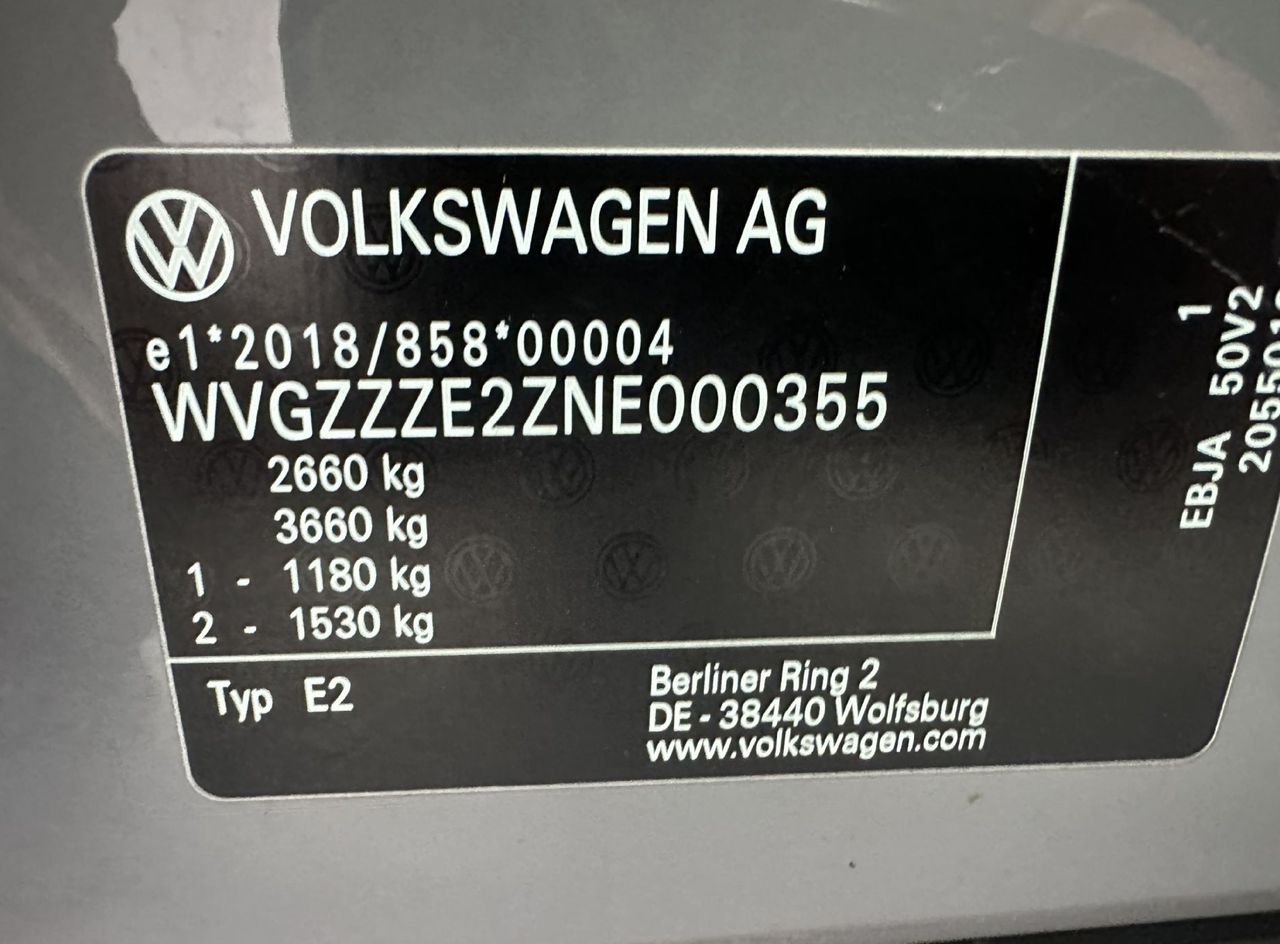 VOLKSWAGEN AG
e1*2018/858*00004
WVGZZZE2ZNE000355
2660 kg
3660 kg
1 - 1180 kg
2 - 1530 kg
Typ E2
Berliner Ring 2
DE - 38440 Wolfsburg
www.volkswagen.com
1
EBJA 50V2